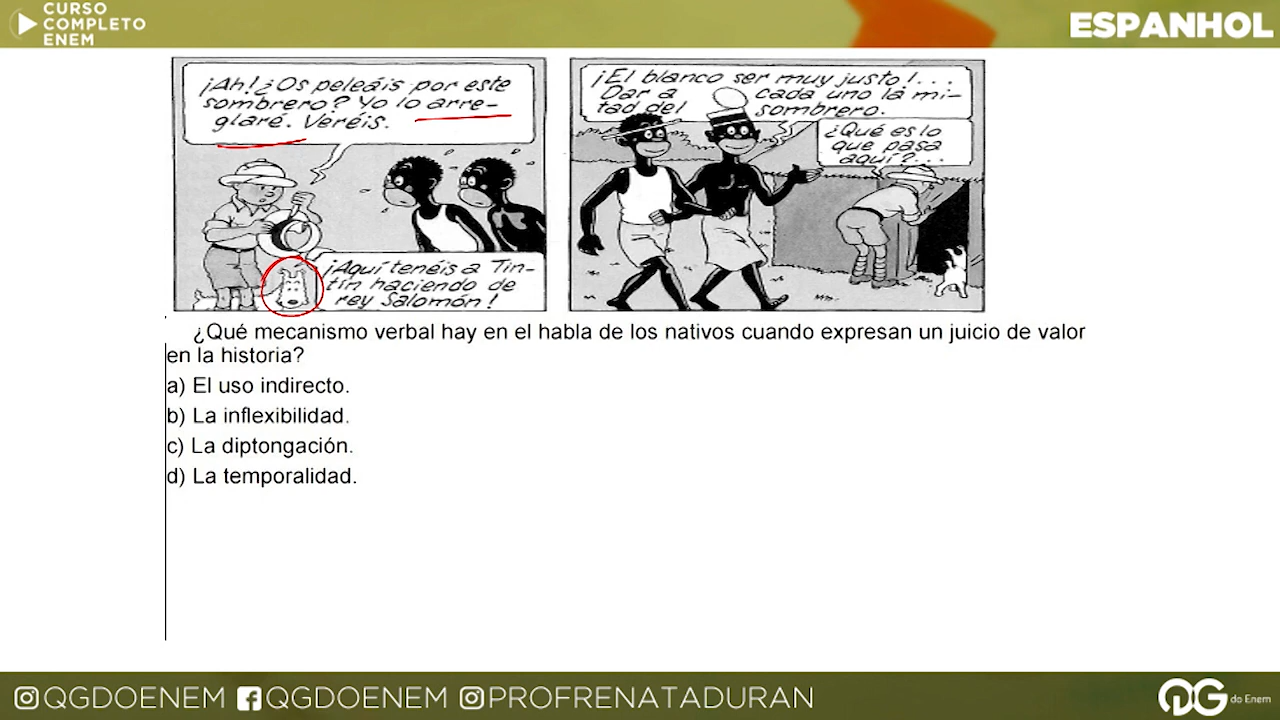 CURSO
COMPLETO
ENEM
ESPANHOL
¡Ah! ¿Os peleáis por este
sombrero? Yo lo arre-
glaré. Veréis.
¡Aquí tenéis a Tin-
tín haciendo de
rey Salomón!
¡El blanco ser muy justo!...
Dar a cada uno la mi-
tad del sombrero.
¿Qué es lo
que pasa
aquí?...
¿Qué mecanismo verbal hay en el habla de los nativos cuando expresan un juicio de valor
en la historia?
a) El uso indirecto.
b) La inflexibilidad.
c) La diptongación.
d) La temporalidad.
QGDOENEM QGDOENEM PROFRENATADURAN
QG do Enem